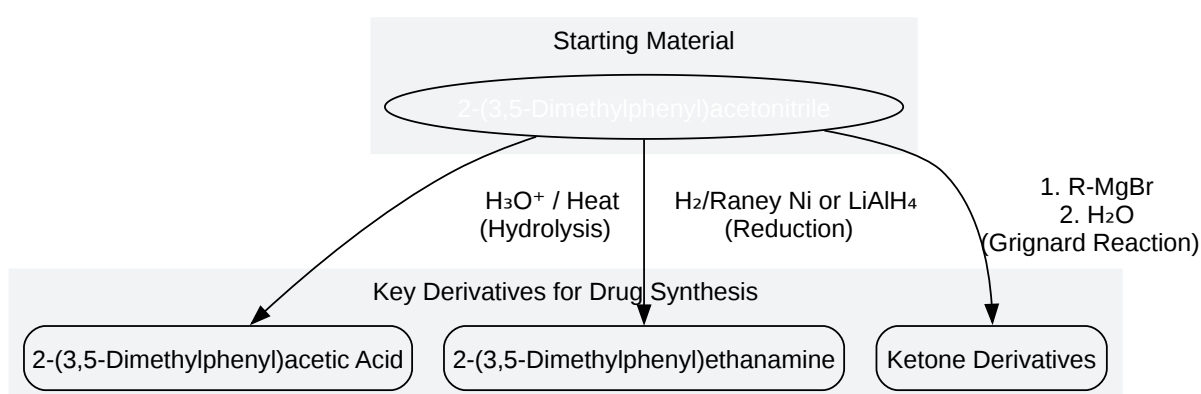 Starting Material
2-(3,5-Dimethylphenyl)acetonitrile
H₃O⁺ / Heat
(Hydrolysis)
H₂/Raney Ni or LiAlH₄
(Reduction)
1. R-MgBr
2. H₂O
(Grignard Reaction)
Key Derivatives for Drug Synthesis
2-(3,5-Dimethylphenyl)acetic Acid
2-(3,5-Dimethylphenyl)ethanamine
Ketone Derivatives